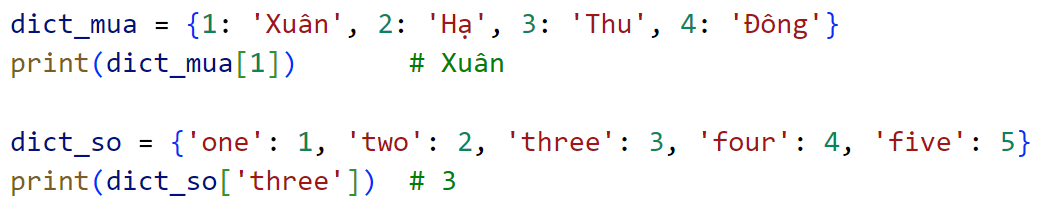 dict_mua = {1: 'Xuân', 2: 'Hạ', 3: 'Thu', 4: 'Đông'}
print(dict_mua[1])       # Xuân
dict_so = {'one': 1, 'two': 2, 'three': 3, 'four': 4, 'five': 5}
print(dict_so['three'])  # 3